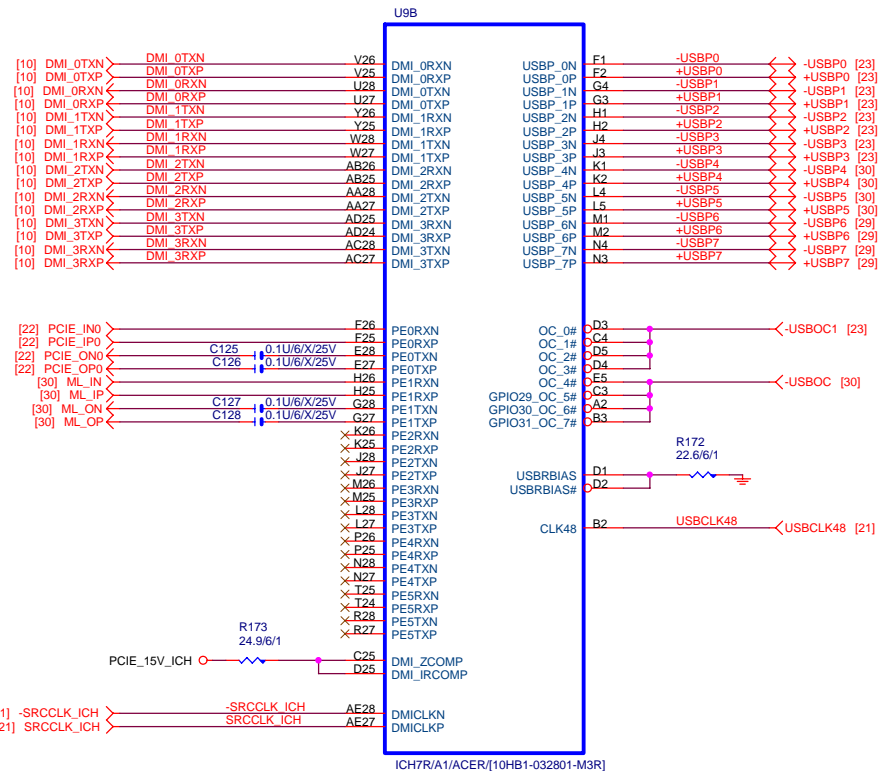 U9B
[10] DMI_0TXN DMI_0TXN V26 DMI_0RXN USBP_0N F1 -USBP0 -USBP0 [23]
[10] DMI_0TXP DMI_0TXP V25 DMI_0RXP USBP_0P F2 +USBP0 +USBP0 [23]
[10] DMI_0RXN DMI_0RXN U28 DMI_0TXN USBP_1N G4 -USBP1 -USBP1 [23]
[10] DMI_0RXP DMI_0RXP U27 DMI_0TXP USBP_1P G3 +USBP1 +USBP1 [23]
[10] DMI_1TXN DMI_1TXN Y26 DMI_1RXN USBP_2N H1 -USBP2 -USBP2 [23]
[10] DMI_1TXP DMI_1TXP Y25 DMI_1RXP USBP_2P H2 +USBP2 +USBP2 [23]
[10] DMI_1RXN DMI_1RXN W28 DMI_1TXN USBP_3N J4 -USBP3 -USBP3 [23]
[10] DMI_1RXP DMI_1RXP W27 DMI_1TXP USBP_3P J3 +USBP3 +USBP3 [23]
[10] DMI_2TXN DMI_2TXN AB26 DMI_2RXN USBP_4N K1 -USBP4 -USBP4 [30]
[10] DMI_2TXP DMI_2TXP AB25 DMI_2RXP USBP_4P K2 +USBP4 +USBP4 [30]
[10] DMI_2RXN DMI_2RXN AA28 DMI_2TXN USBP_5N L4 -USBP5 -USBP5 [30]
[10] DMI_2RXP DMI_2RXP AA27 DMI_2TXP USBP_5P L5 +USBP5 +USBP5 [30]
[10] DMI_3TXN DMI_3TXN AD25 DMI_3RXN USBP_6N M1 -USBP6 -USBP6 [29]
[10] DMI_3TXP DMI_3TXP AD24 DMI_3RXP USBP_6P M2 +USBP6 +USBP6 [29]
[10] DMI_3RXN DMI_3RXN AC28 DMI_3TXN USBP_7N N4 -USBP7 -USBP7 [29]
[10] DMI_3RXP DMI_3RXP AC27 DMI_3TXP USBP_7P N3 +USBP7 +USBP7 [29]
[22] PCIE_IN0 F26 PE0RXN OC_0# D3 -USBOC1 [23]
[22] PCIE_IP0 F25 PE0RXP OC_1# C4
[22] PCIE_ON0 C125 0.1U/6/X/25V E28 PE0TXN OC_2# D5
[22] PCIE_OP0 C126 0.1U/6/X/25V E27 PE0TXP OC_3# D4
[30] ML_IN H26 PE1RXN OC_4# E5 -USBOC [30]
[30] ML_IP H25 PE1RXP GPIO29_OC_5# C3
[30] ML_ON C127 0.1U/6/X/25V G28 PE1TXN GPIO30_OC_6# A2
[30] ML_OP C128 0.1U/6/X/25V G27 PE1TXP GPIO31_OC_7# B3
K26 PE2RXN
K25 PE2RXP
J28 PE2TXN
J27 PE2TXP USBRBIAS D1 R172 22.6/6/1
M26 PE3RXN USBRBIAS# D2
M25 PE3RXP
L28 PE3TXN
L27 PE3TXP CLK48 B2 USBCLK48 USBCLK48 [21]
P26 PE4RXN
P25 PE4RXP
N28 PE4TXN
N27 PE4TXP
T25 PE5RXN
T24 PE5RXP
R28 PE5TXN
R27 PE5TXP
R173
24.9/6/1
PCIE_15V_ICH C25 DMI_ZCOMP
D25 DMI_IRCOMP
1] -SRCCLK_ICH -SRCCLK_ICH AE28 DMICLKN
21] SRCCLK_ICH SRCCLK_ICH AE27 DMICLKP
ICH7R/A1/ACER/[10HB1-032801-M3R]